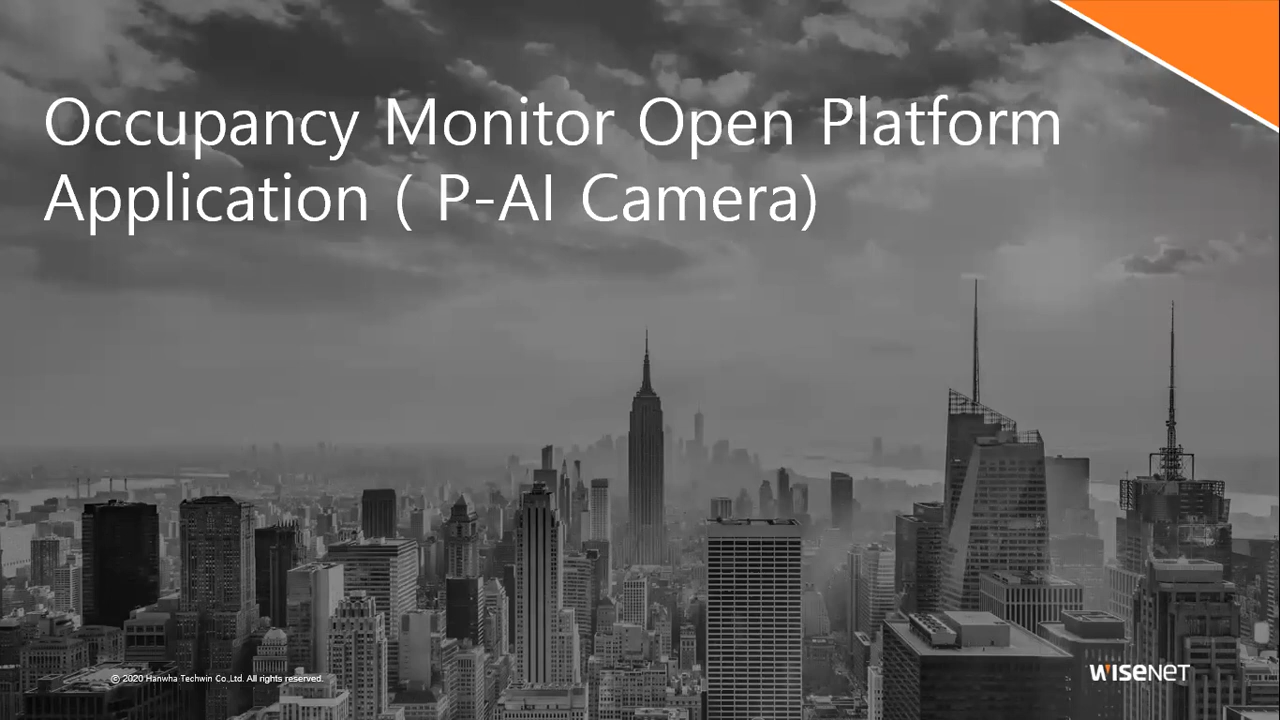 Occupancy Monitor Open Platform
Application ( P-AI Camera)
© 2020 Hanwha Techwin Co.,Ltd. All rights reserved.
WISENET